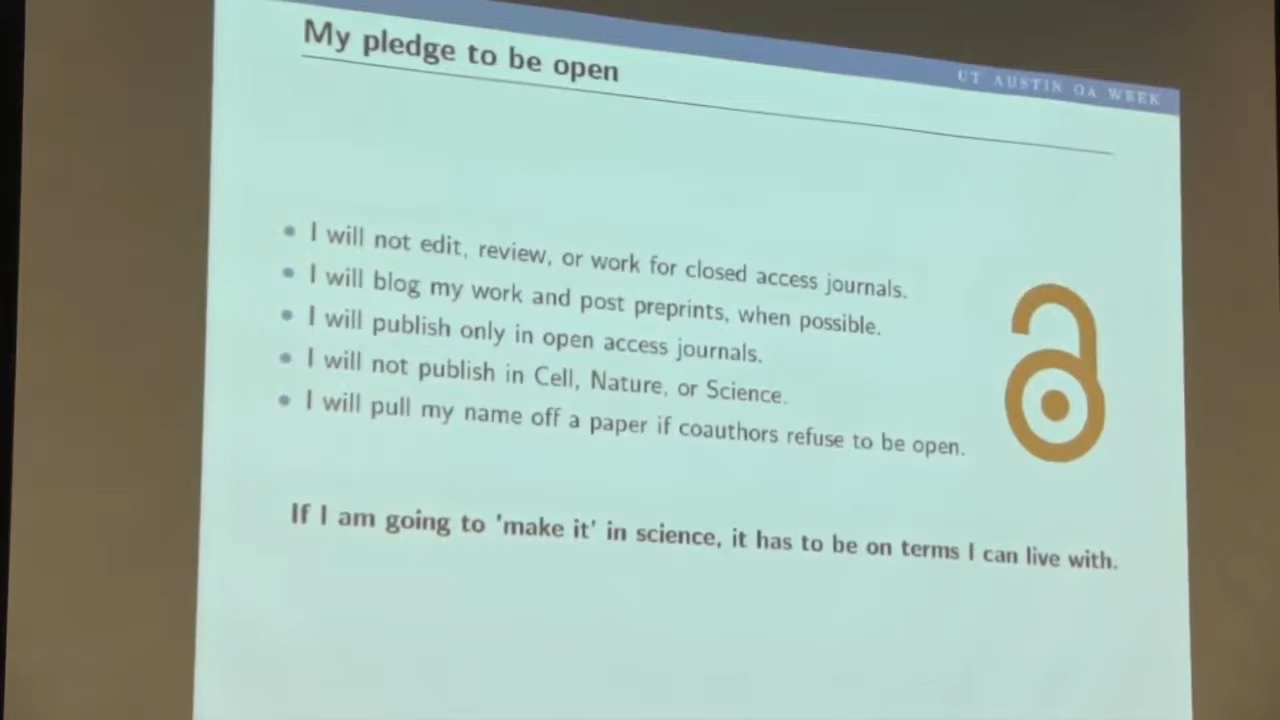 My pledge to be open
UT AUSTIN OA WEEK
I will not edit, review, or work for closed access journals.
I will blog my work and post preprints, when possible.
I will publish only in open access journals.
I will not publish in Cell, Nature, or Science.
I will pull my name off a paper if coauthors refuse to be open.
If I am going to 'make it' in science, it has to be on terms I can live with.